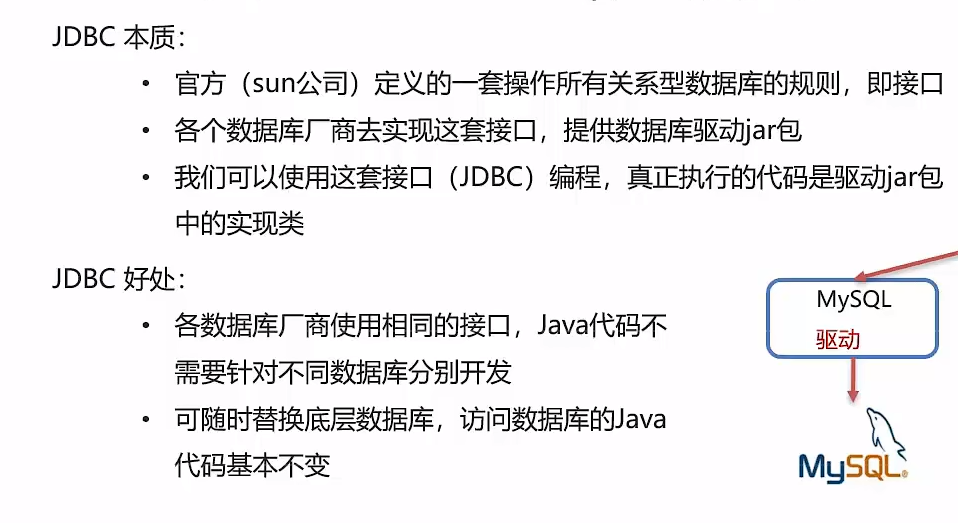 JDBC 本质：
• 官方（sun公司）定义的一套操作所有关系型数据库的规则，即接口
• 各个数据库厂商去实现这套接口，提供数据库驱动jar包
• 我们可以使用这套接口（JDBC）编程，真正执行的代码是驱动jar包
中的实现类
JDBC 好处：
• 各数据库厂商使用相同的接口，Java代码不
需要针对不同数据库分别开发
• 可随时替换底层数据库，访问数据库的Java
代码基本不变
MySQL
驱动
MySQL®